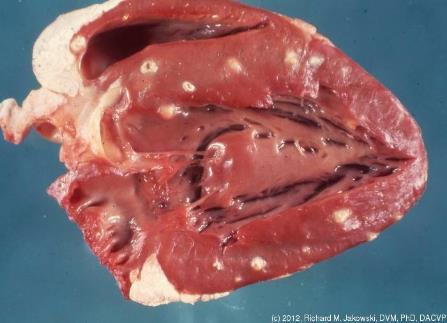 (c) 2012, Richard M. Jakowski, DVM, PhD, DACVP